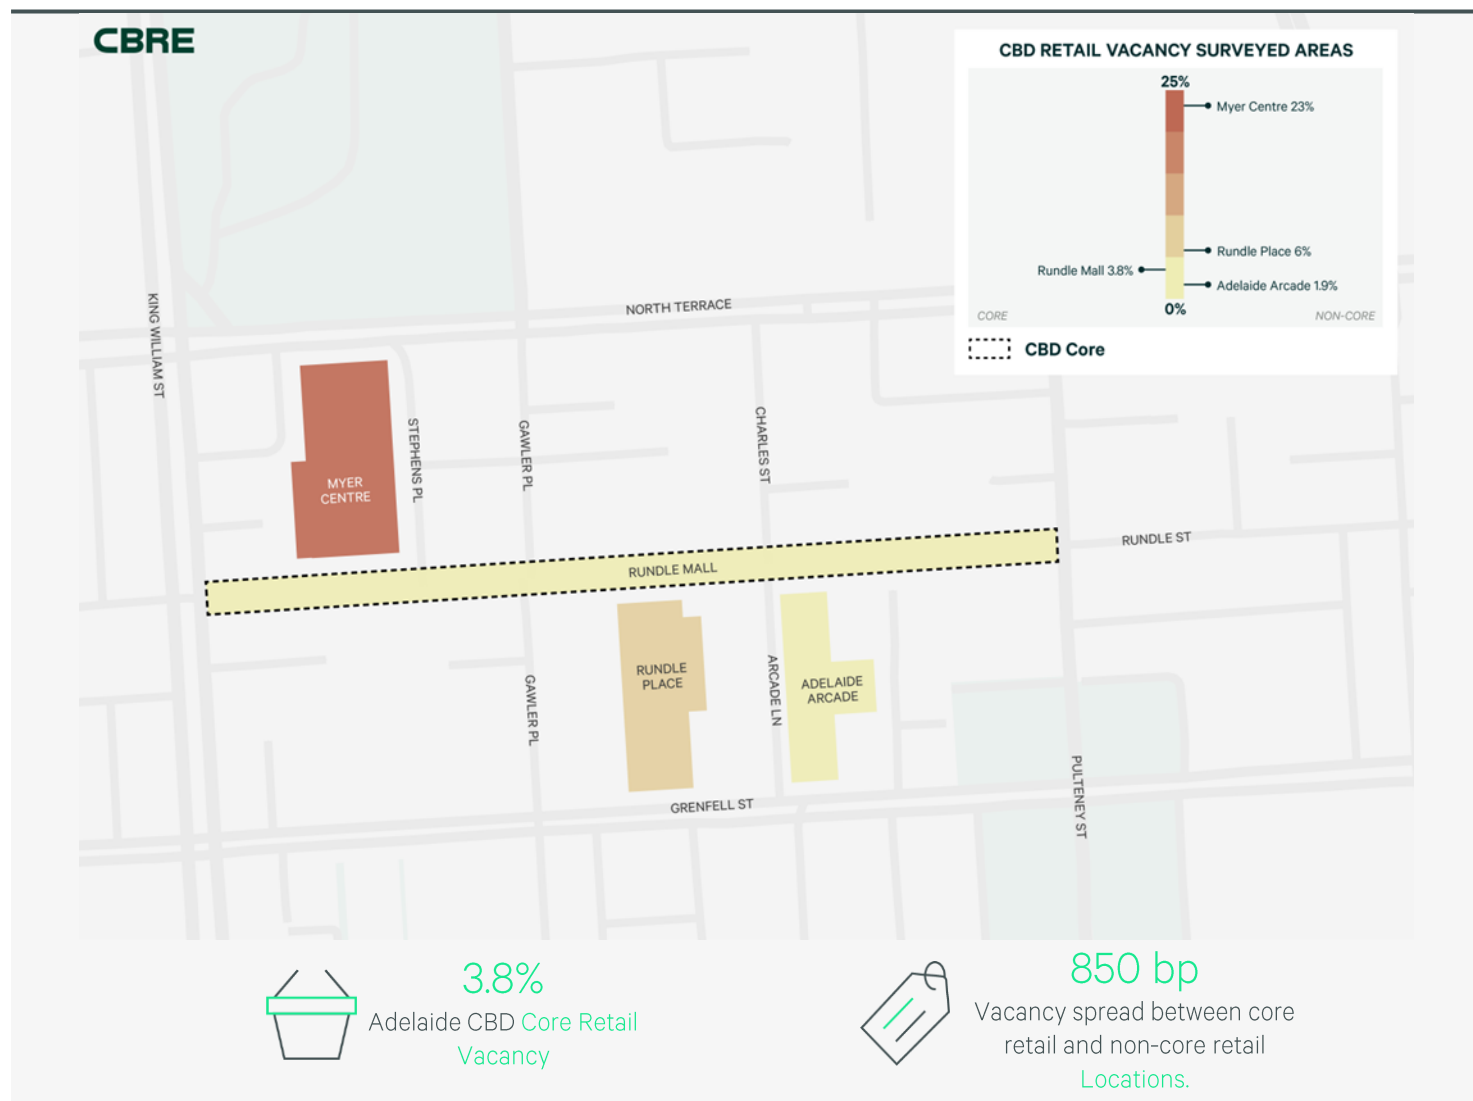 CBRE
CBD RETAIL VACANCY SURVEYED AREAS
25%
Myer Centre 23%
Rundle Place 6%
Rundle Mall 3.8%
Adelaide Arcade 1.9%
0%
CORE
NON-CORE
CBD Core
KING WILLIAM ST
NORTH TERRACE
STEPHENS PL
GAWLER PL
CHARLES ST
MYER
CENTRE
RUNDLE ST
RUNDLE MALL
RUNDLE
PLACE
ARCADE LN
ADELAIDE
ARCADE
GAWLER PL
PULTENEY ST
GRENFELL ST
3.8%
Adelaide CBD Core Retail
Vacancy
850 bp
Vacancy spread between core
retail and non-core retail
Locations.